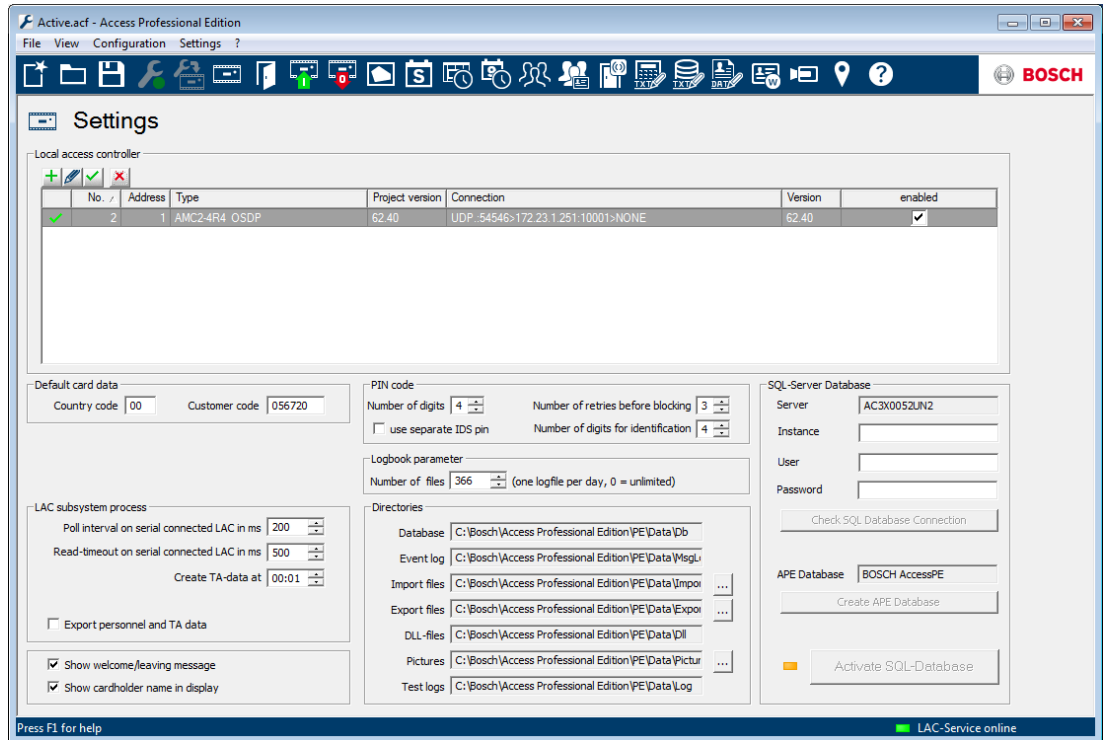 Active.acf - Access Professional Edition
File View Configuration Settings ?
S TXT TXT DAT W ? BOSCH
Settings
Local access controller
No. Address Type Project version Connection Version enabled
2 1 AMC2-4R4 OSDP 62.40 UDP.:54546>172.23.1.251:10001>NONE 62.40
Default card data
Country code 00 Customer code 056720
PIN code
Number of digits 4 Number of retries before blocking 3
use separate IDS pin Number of digits for identification 4
Logbook parameter
Number of files 366 (one logfile per day, 0 = unlimited)
SQL-Server Database
Server AC3X0052UN2
Instance
User
Password
Check SQL Database Connection
APE Database BOSCH AccessPE
Create APE Database
Activate SQL-Database
LAC subsystem process
Poll interval on serial connected LAC in ms 200
Read-timeout on serial connected LAC in ms 500
Create TA-data at 00:01
Export personnel and TA data
Show welcome/leaving message
Show cardholder name in display
Directories
Database C:\Bosch\Access Professional Edition\PE\Data\Db
Event log C:\Bosch\Access Professional Edition\PE\Data\MsgL
Import files C:\Bosch\Access Professional Edition\PE\Data\Impor ...
Export files C:\Bosch\Access Professional Edition\PE\Data\Expor ...
DLL-files C:\Bosch\Access Professional Edition\PE\Data\Dll
Pictures C:\Bosch\Access Professional Edition\PE\Data\Pictur ...
Test logs C:\Bosch\Access Professional Edition\PE\Data\Log
Press F1 for help LAC-Service online